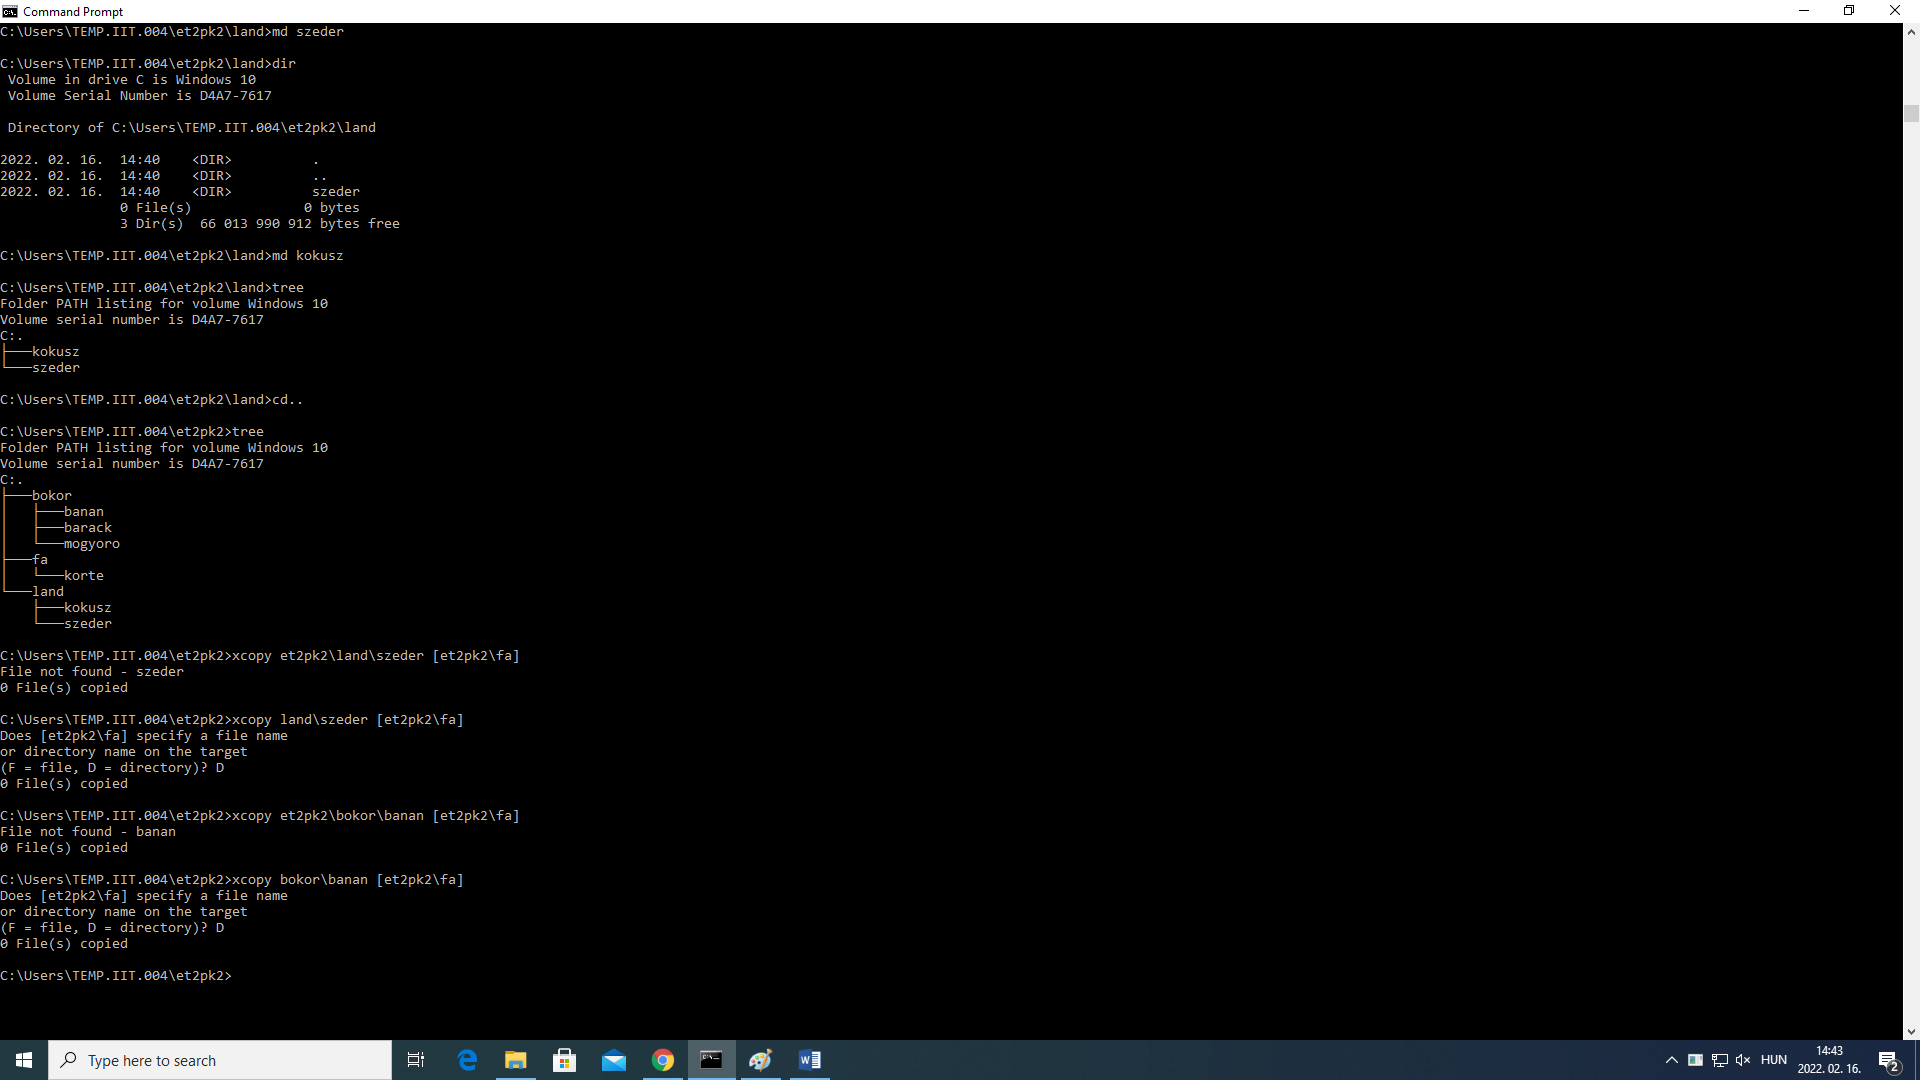 Command Prompt
C:\Users\TEMP.IIT.004\et2pk2\land>md szeder
C:\Users\TEMP.IIT.004\et2pk2\land>dir
Volume in drive C is Windows 10
Volume Serial Number is D4A7-7617
Directory of C:\Users\TEMP.IIT.004\et2pk2\land
2022. 02. 16.  14:40    <DIR>          .
2022. 02. 16.  14:40    <DIR>          ..
2022. 02. 16.  14:40    <DIR>          szeder
0 File(s)              0 bytes
3 Dir(s)  66 013 990 912 bytes free
C:\Users\TEMP.IIT.004\et2pk2\land>md kokusz
C:\Users\TEMP.IIT.004\et2pk2\land>tree
Folder PATH listing for volume Windows 10
Volume serial number is D4A7-7617
C:.
├───kokusz
└───szeder
C:\Users\TEMP.IIT.004\et2pk2\land>cd..
C:\Users\TEMP.IIT.004\et2pk2>tree
Folder PATH listing for volume Windows 10
Volume serial number is D4A7-7617
C:.
├───bokor
│   ├───banan
│   ├───barack
│   └───mogyoro
├───fa
│   └───korte
└───land
    ├───kokusz
    └───szeder
C:\Users\TEMP.IIT.004\et2pk2>xcopy et2pk2\land\szeder [et2pk2\fa]
File not found - szeder
0 File(s) copied
C:\Users\TEMP.IIT.004\et2pk2>xcopy land\szeder [et2pk2\fa]
Does [et2pk2\fa] specify a file name
or directory name on the target
(F = file, D = directory)? D
0 File(s) copied
C:\Users\TEMP.IIT.004\et2pk2>xcopy et2pk2\bokor\banan [et2pk2\fa]
File not found - banan
0 File(s) copied
C:\Users\TEMP.IIT.004\et2pk2>xcopy bokor\banan [et2pk2\fa]
Does [et2pk2\fa] specify a file name
or directory name on the target
(F = file, D = directory)? D
0 File(s) copied
C:\Users\TEMP.IIT.004\et2pk2>
Type here to search
HUN
14:43
2022. 02. 16.
2